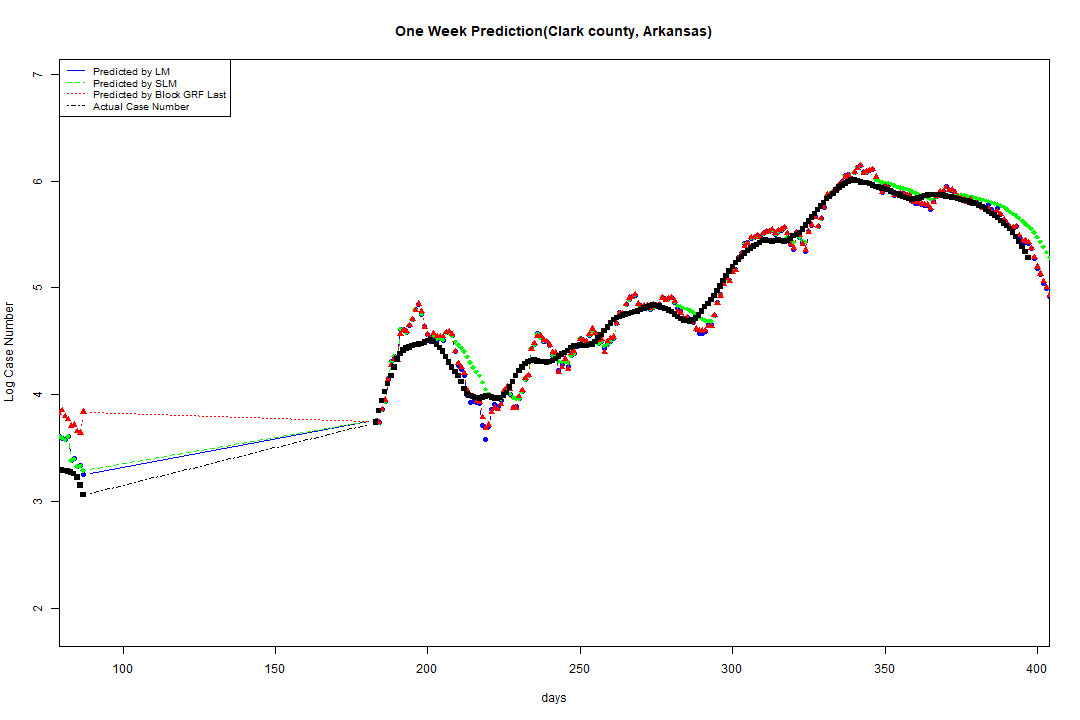 One Week Prediction(Clark county, Arkansas)
Predicted by LM
Predicted by SLM
Predicted by Block GRF Last
Actual Case Number
7
6
5
4
3
2
Log Case Number
100 150 200 250 300 350 400
days